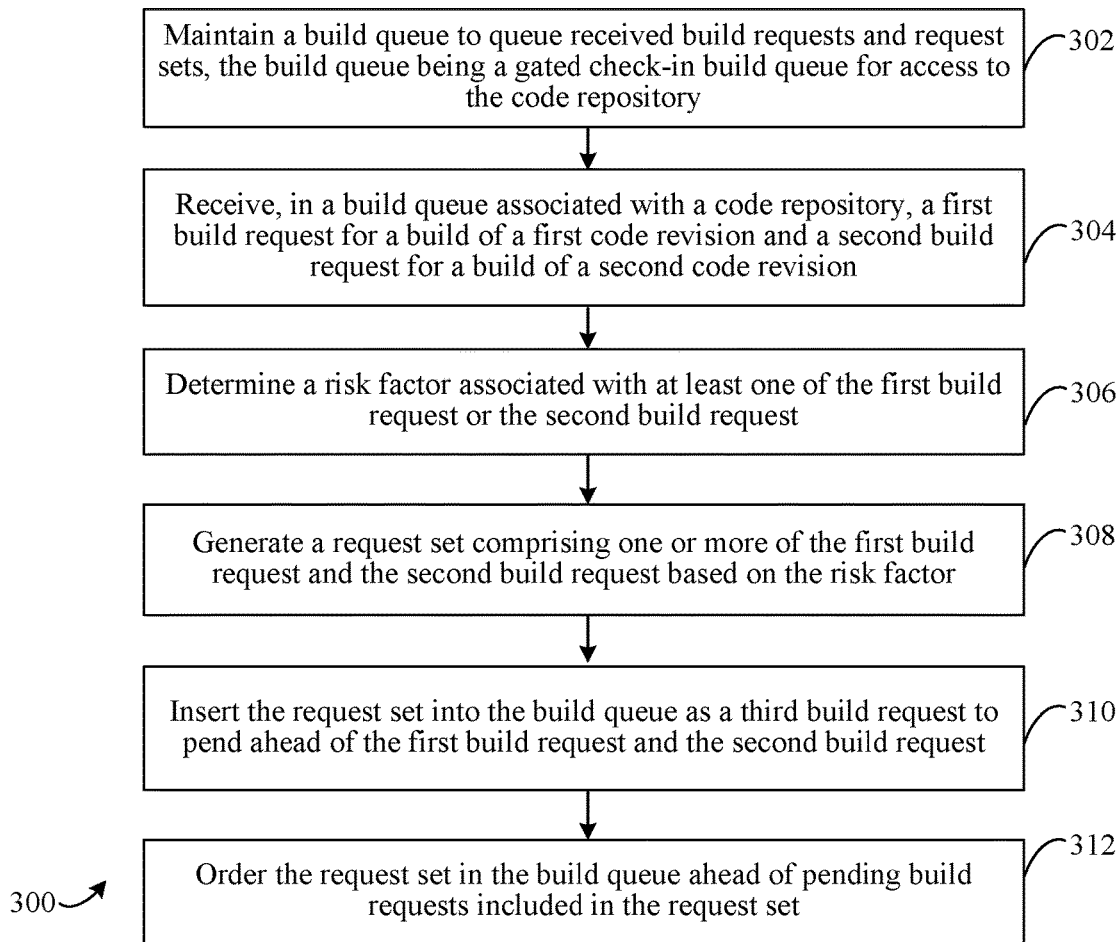 Maintain a build queue to queue received build requests and request
sets, the build queue being a gated check-in build queue for access to
the code repository
302
Receive, in a build queue associated with a code repository, a first
build request for a build of a first code revision and a second build
request for a build of a second code revision
304
Determine a risk factor associated with at least one of the first build
request or the second build request
306
Generate a request set comprising one or more of the first build
request and the second build request based on the risk factor
308
Insert the request set into the build queue as a third build request to
pend ahead of the first build request and the second build request
310
Order the request set in the build queue ahead of pending build
requests included in the request set
312
300